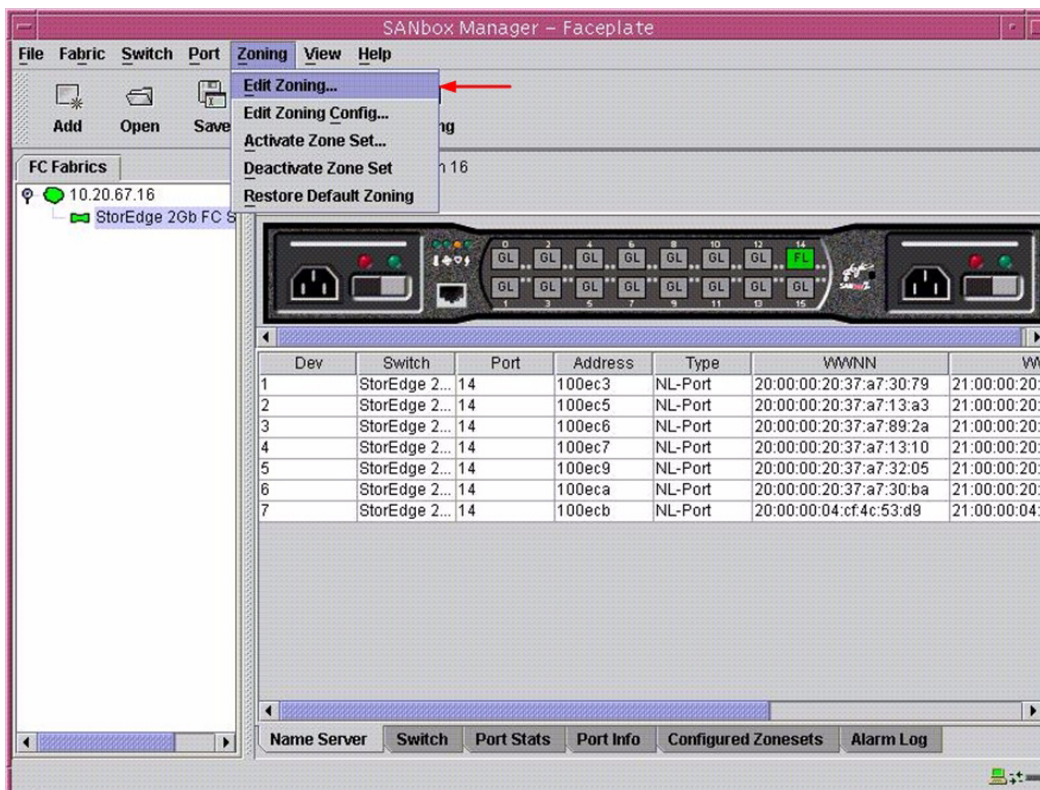 SANbox Manager – Faceplate
File Fabric Switch Port Zoning View Help
Edit Zoning...
Edit Zoning Config...
Activate Zone Set...
Deactivate Zone Set
Restore Default Zoning
Add Open Save ng
FC Fabrics
16
10.20.67.16
StorEdge 2Gb FC S
0 2 4 6 8 10 12 14
GL GL GL GL GL GL GL FL
GL GL GL GL GL GL GL GL
1 3 5 7 9 11 13 15
Dev Switch Port Address Type WWNN
1 StorEdge 2... 14 100ec3 NL-Port 20:00:00:20:37:a7:30:79 21:00:00:20:
2 StorEdge 2... 14 100ec5 NL-Port 20:00:00:20:37:a7:13:a3 21:00:00:20:
3 StorEdge 2... 14 100ec6 NL-Port 20:00:00:20:37:a7:89:2a 21:00:00:20:
4 StorEdge 2... 14 100ec7 NL-Port 20:00:00:20:37:a7:13:10 21:00:00:20:
5 StorEdge 2... 14 100ec9 NL-Port 20:00:00:20:37:a7:32:05 21:00:00:20:
6 StorEdge 2... 14 100eca NL-Port 20:00:00:20:37:a7:30:ba 21:00:00:20:
7 StorEdge 2... 14 100ecb NL-Port 20:00:00:04:cf:4c:53:d9 21:00:00:04:
Name Server Switch Port Stats Port Info Configured Zonesets Alarm Log